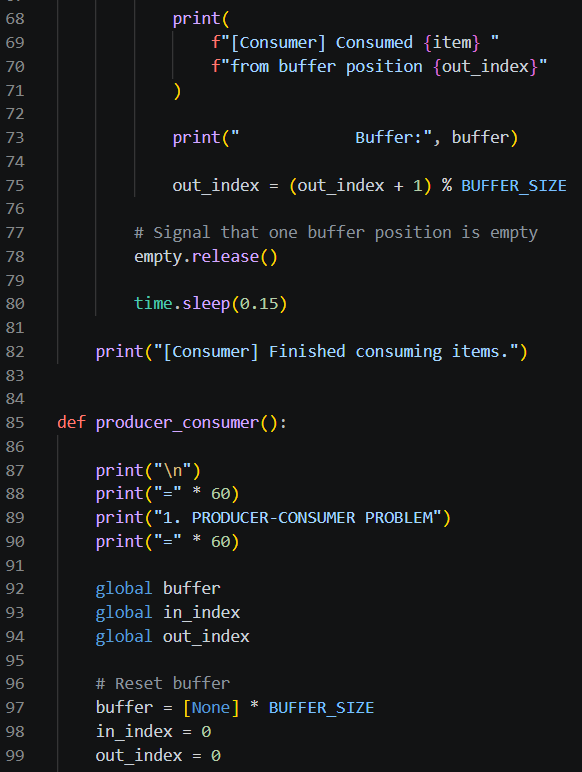 68 print(
69 f"[Consumer] Consumed {item} "
70 f"from buffer position {out_index}"
71 )
72
73 print("            Buffer:", buffer)
74
75 out_index = (out_index + 1) % BUFFER_SIZE
76
77 # Signal that one buffer position is empty
78 empty.release()
79
80 time.sleep(0.15)
81
82 print("[Consumer] Finished consuming items.")
83
84
85 def producer_consumer():
86
87 print("\n")
88 print("=" * 60)
89 print("1. PRODUCER-CONSUMER PROBLEM")
90 print("=" * 60)
91
92 global buffer
93 global in_index
94 global out_index
95
96 # Reset buffer
97 buffer = [None] * BUFFER_SIZE
98 in_index = 0
99 out_index = 0